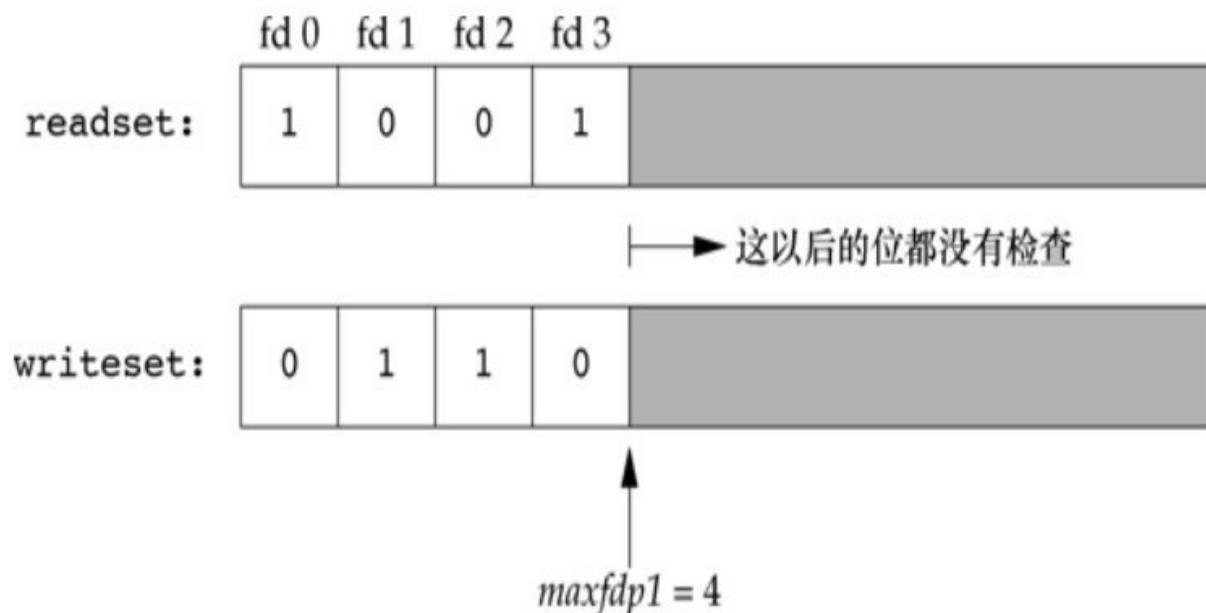 fd 0 fd 1 fd 2 fd 3
readset: 1 0 0 1
这以后的位都没有检查
writeset: 0 1 1 0
maxfdp1 = 4